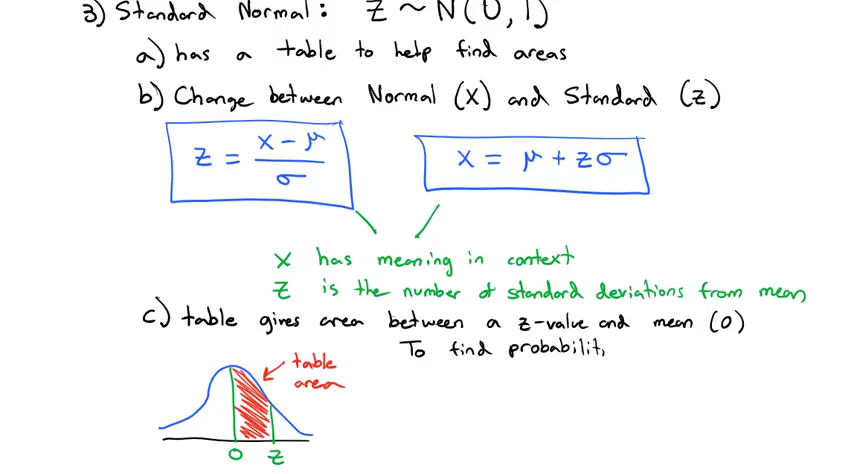 3) Standard Normal: Z ~ N(0,1)
a) has a table to help find areas
b) Change between Normal (X) and Standard (Z)
Z = (x - μ)/σ
X = μ + zσ
X has meaning in context
Z is the number of standard deviations from mean
c) table gives area between a z-value and mean (0)
To find probabilit
table
area
0 Z